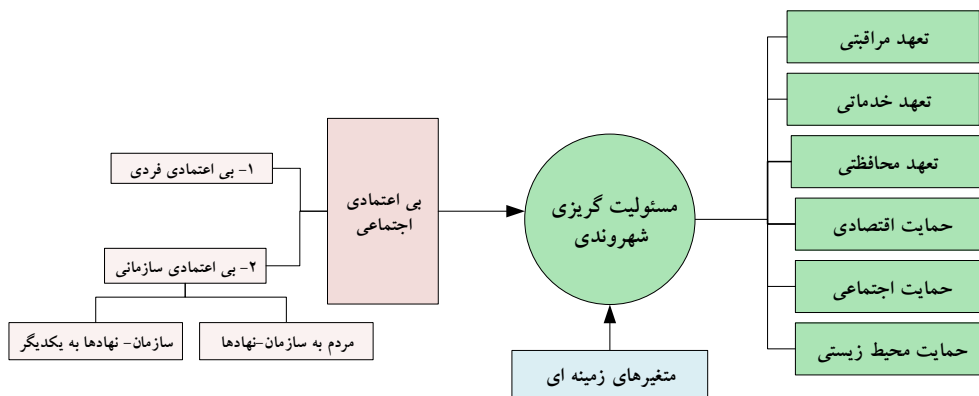 تعهد مراقبتی
تعهد خدماتی
تعهد محافظتی
حمایت اقتصادی
حمایت اجتماعی
حمایت محیط زیستی
مسئولیت گریزی
شهروندی
متغیرهای زمینه ای
بی اعتمادی
اجتماعی
۱- بی اعتمادی فردی
۲- بی اعتمادی سازمانی
مردم به سازمان-نهادها
سازمان- نهادها به یکدیگر